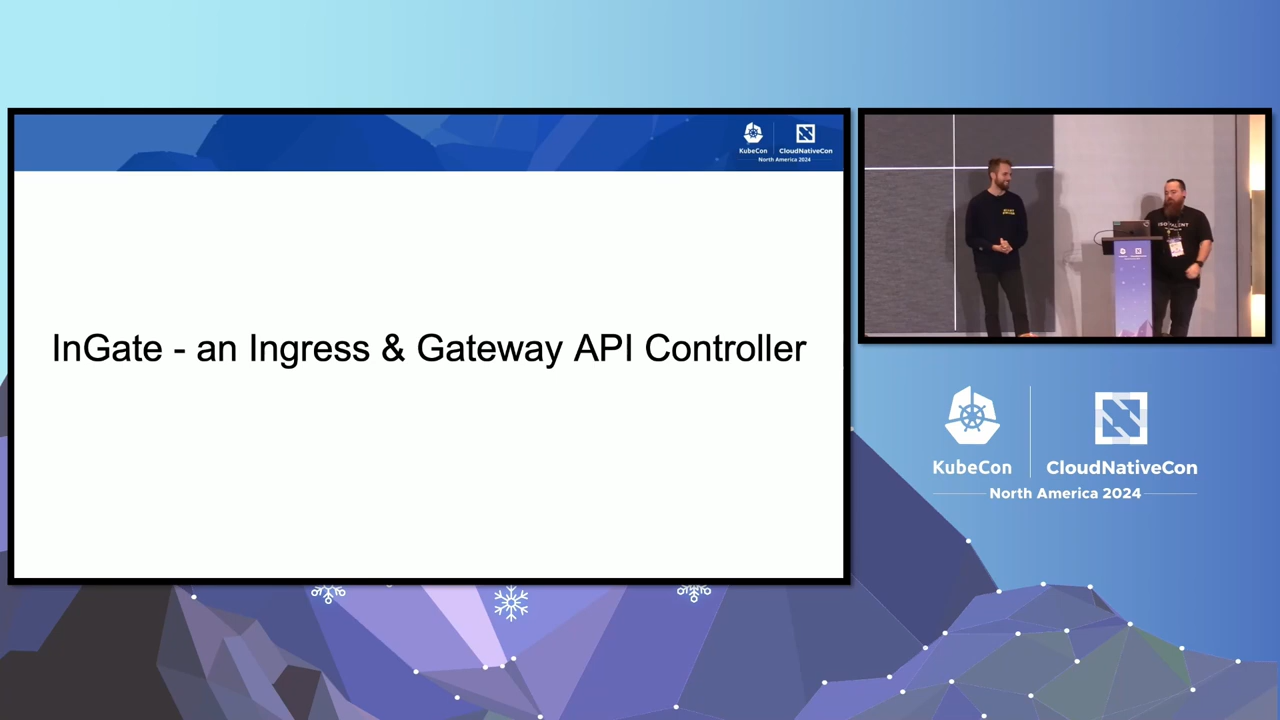 KubeCon
CloudNativeCon
North America 2024
InGate - an Ingress & Gateway API Controller
KubeCon
CloudNativeCon
North America 2024